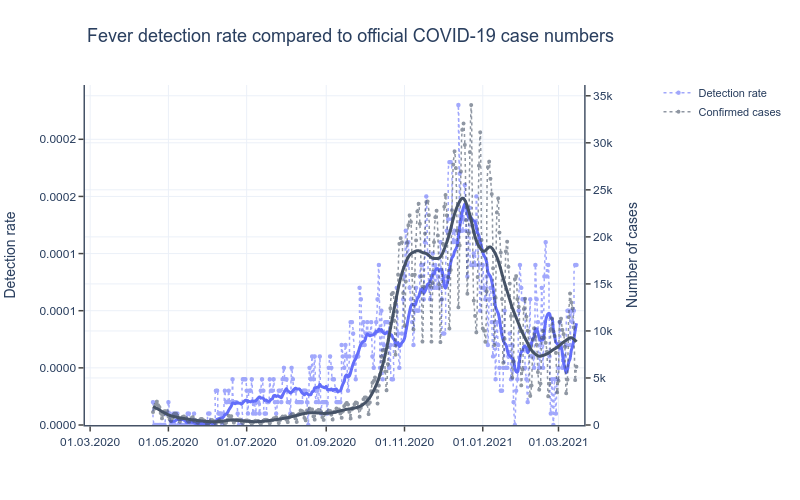 Fever detection rate compared to official COVID-19 case numbers
Detection rate
Confirmed cases
35k
30k
25k
20k
15k
10k
5k
0
Number of cases
0.0002
0.0002
0.0001
0.0001
0.0000
0.0000
Detection rate
01.03.2020
01.05.2020
01.07.2020
01.09.2020
01.11.2020
01.01.2021
01.03.2021